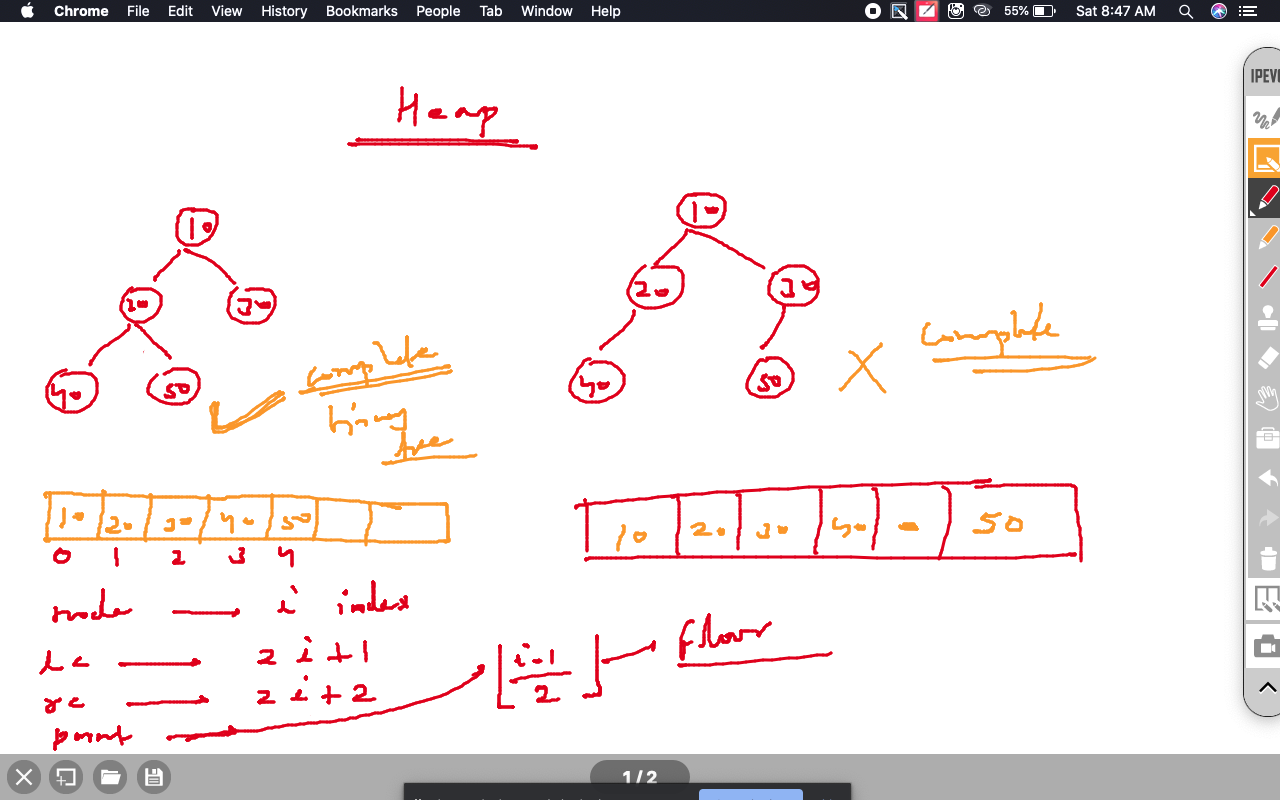 Chrome File Edit View History Bookmarks People Tab Window Help 55% Sat 8:47 AM
IPEV
Heap
10
20 30
40 50
complete
binary
tree
10
20 30
40 50
X complete
10 20 30 40 50
0 1 2 3 4
10 20 30 40 - 50
node → i index
lc → 2i+1
rc → 2i+2
parent → ⌊(i-1)/2⌋ → floor
1 / 2